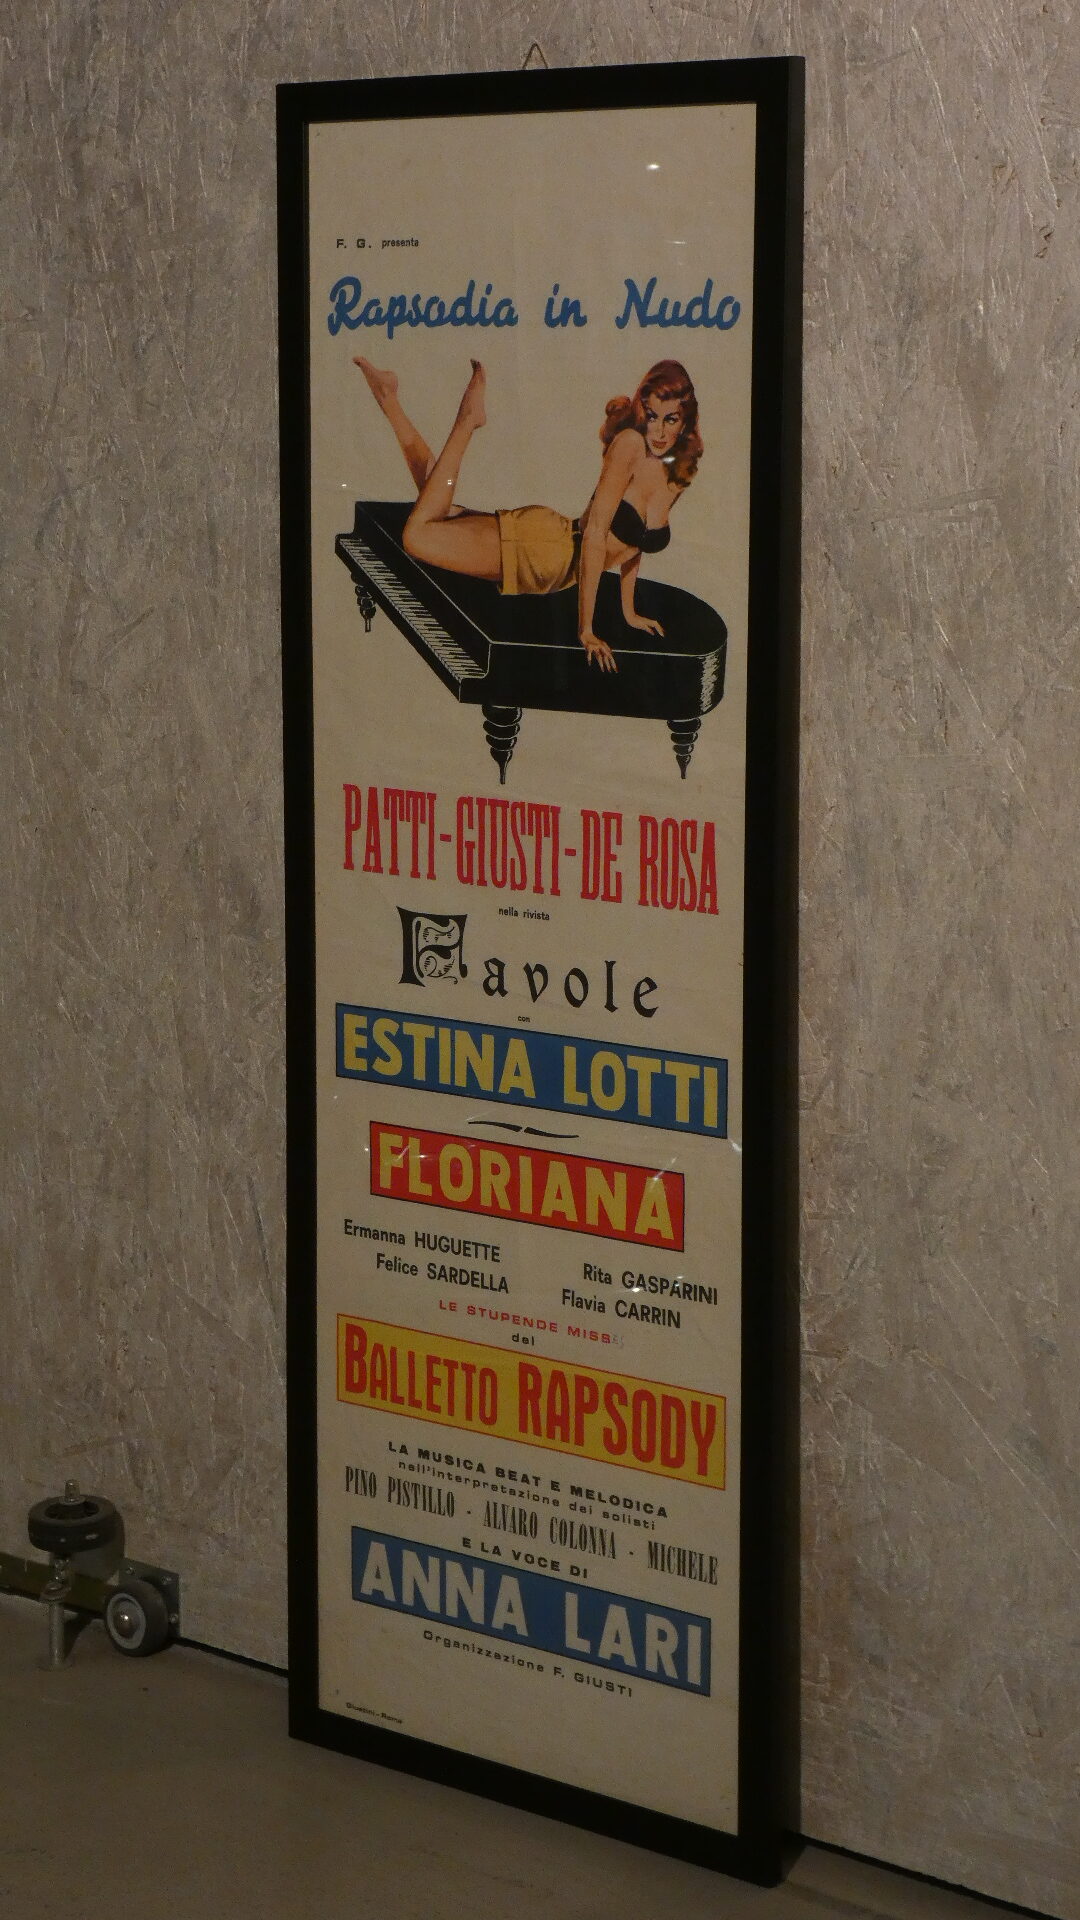 F. G. presenta
Rapsodia in Nudo
PATTI-GIUSTI-DE ROSA
nella rivista
Favole
con
ESTINA LOTTI
FLORIANA
Ermanna HUGUETTE
Felice SARDELLA
Rita GASPARINI
Flavia CARRIN
LE STUPENDE MISS
del
BALLETTO RAPSODY
LA MUSICA BEAT E MELODICA
nell'interpretazione dei solisti
PINO PISTILLO - ALVARO COLONNA - MICHELE
E LA VOCE DI
ANNA LARI
Organizzazione F. GIUSTI